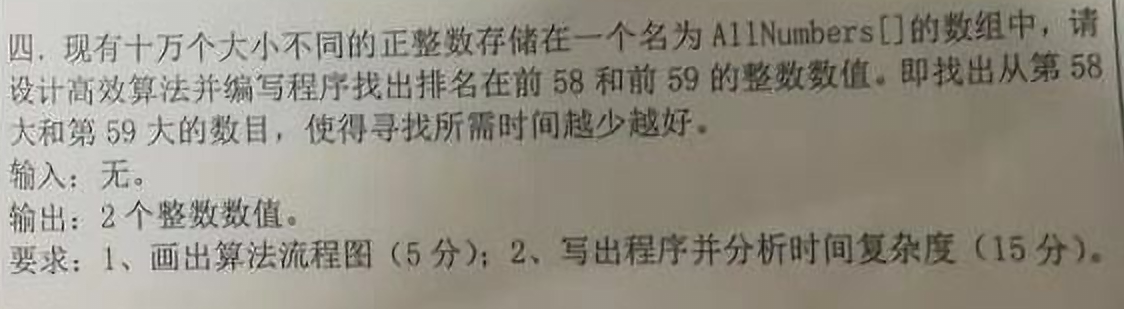 四. 现有十万个大小不同的正整数存储在一个名为 AllNumbers[]的数组中，请
设计高效算法并编写程序找出排名在前 58 和前 59 的整数数值。即找出从第 58
大和第 59 大的数目，使得寻找所需时间越少越好。
输入：无。
输出：2 个整数数值。
要求：1、画出算法流程图（5 分）；2、写出程序并分析时间复杂度（15 分）。